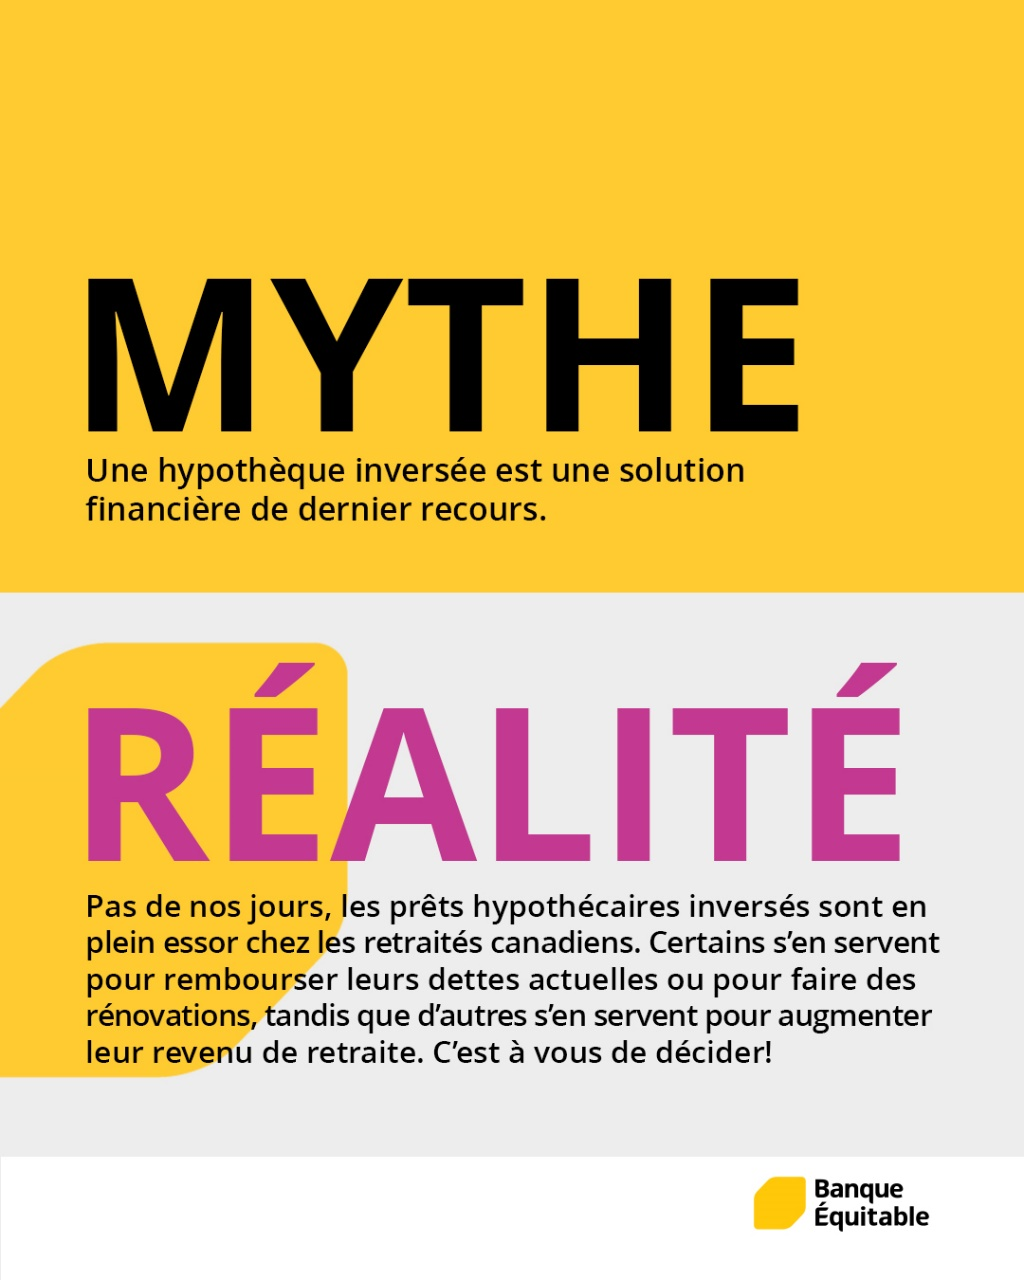 MYTHE
Une hypothèque inversée est une solution
financière de dernier recours.
RÉALITÉ
Pas de nos jours, les prêts hypothécaires inversés sont en
plein essor chez les retraités canadiens. Certains s’en servent
pour rembourser leurs dettes actuelles ou pour faire des
rénovations, tandis que d’autres s’en servent pour augmenter
leur revenu de retraite. C’est à vous de décider!
Banque
Équitable